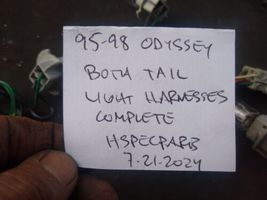 95-98 ODYSSEY
BOTH TAIL
LIGHT HARNESSES
COMPLETE
HSPECPARTS
7.21.2024